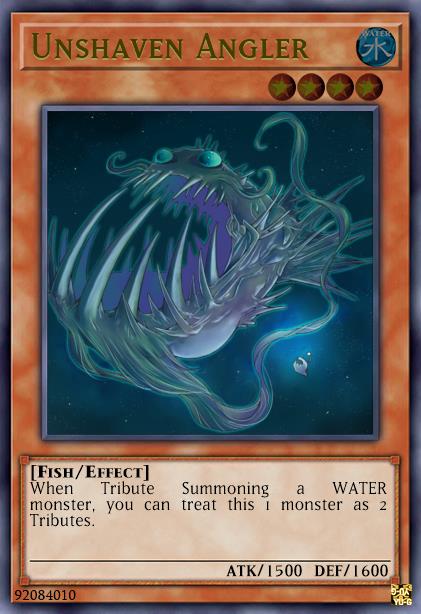 Unshaven Angler
WATER
水
[Fish/Effect]
When Tribute Summoning a WATER
monster, you can treat this 1 monster as 2
Tributes.
ATK/1500 DEF/1600
92084010